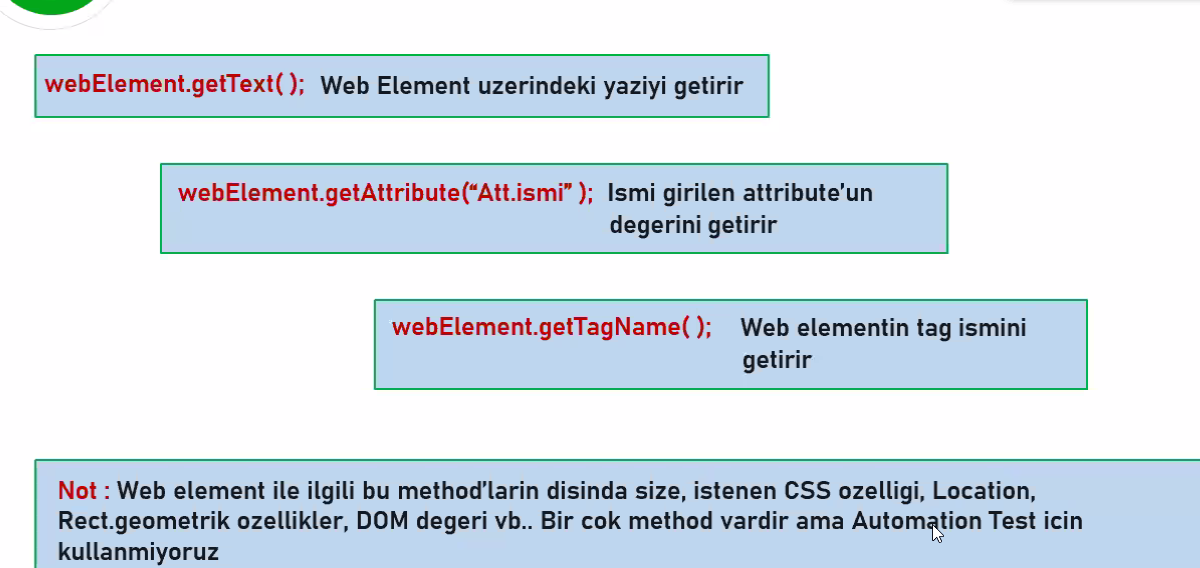 webElement.getText( ); Web Element uzerindeki yaziyi getirir
webElement.getAttribute(“Att.ismi” ); Ismi girilen attribute’un
degerini getirir
webElement.getTagName( ); Web elementin tag ismini
getirir
Not : Web element ile ilgili bu method’larin disinda size, istenen CSS ozelligi, Location,
Rect.geometrik ozellikler, DOM degeri vb.. Bir cok method vardir ama Automation Test icin
kullanmiyoruz